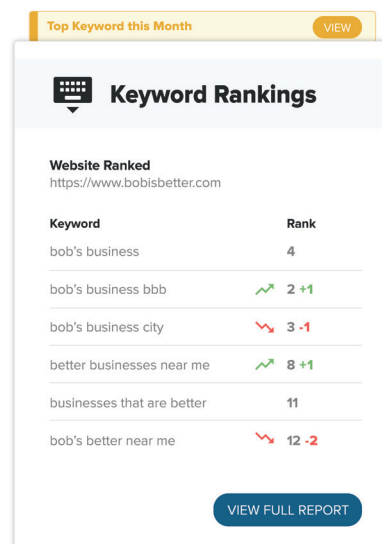 Top Keyword this Month VIEW
Keyword Rankings
Website Ranked
https://www.bobisbetter.com
Keyword Rank
bob's business 4
bob's business bbb 2 +1
bob's business city 3 -1
better businesses near me 8 +1
businesses that are better 11
bob's better near me 12 -2
VIEW FULL REPORT